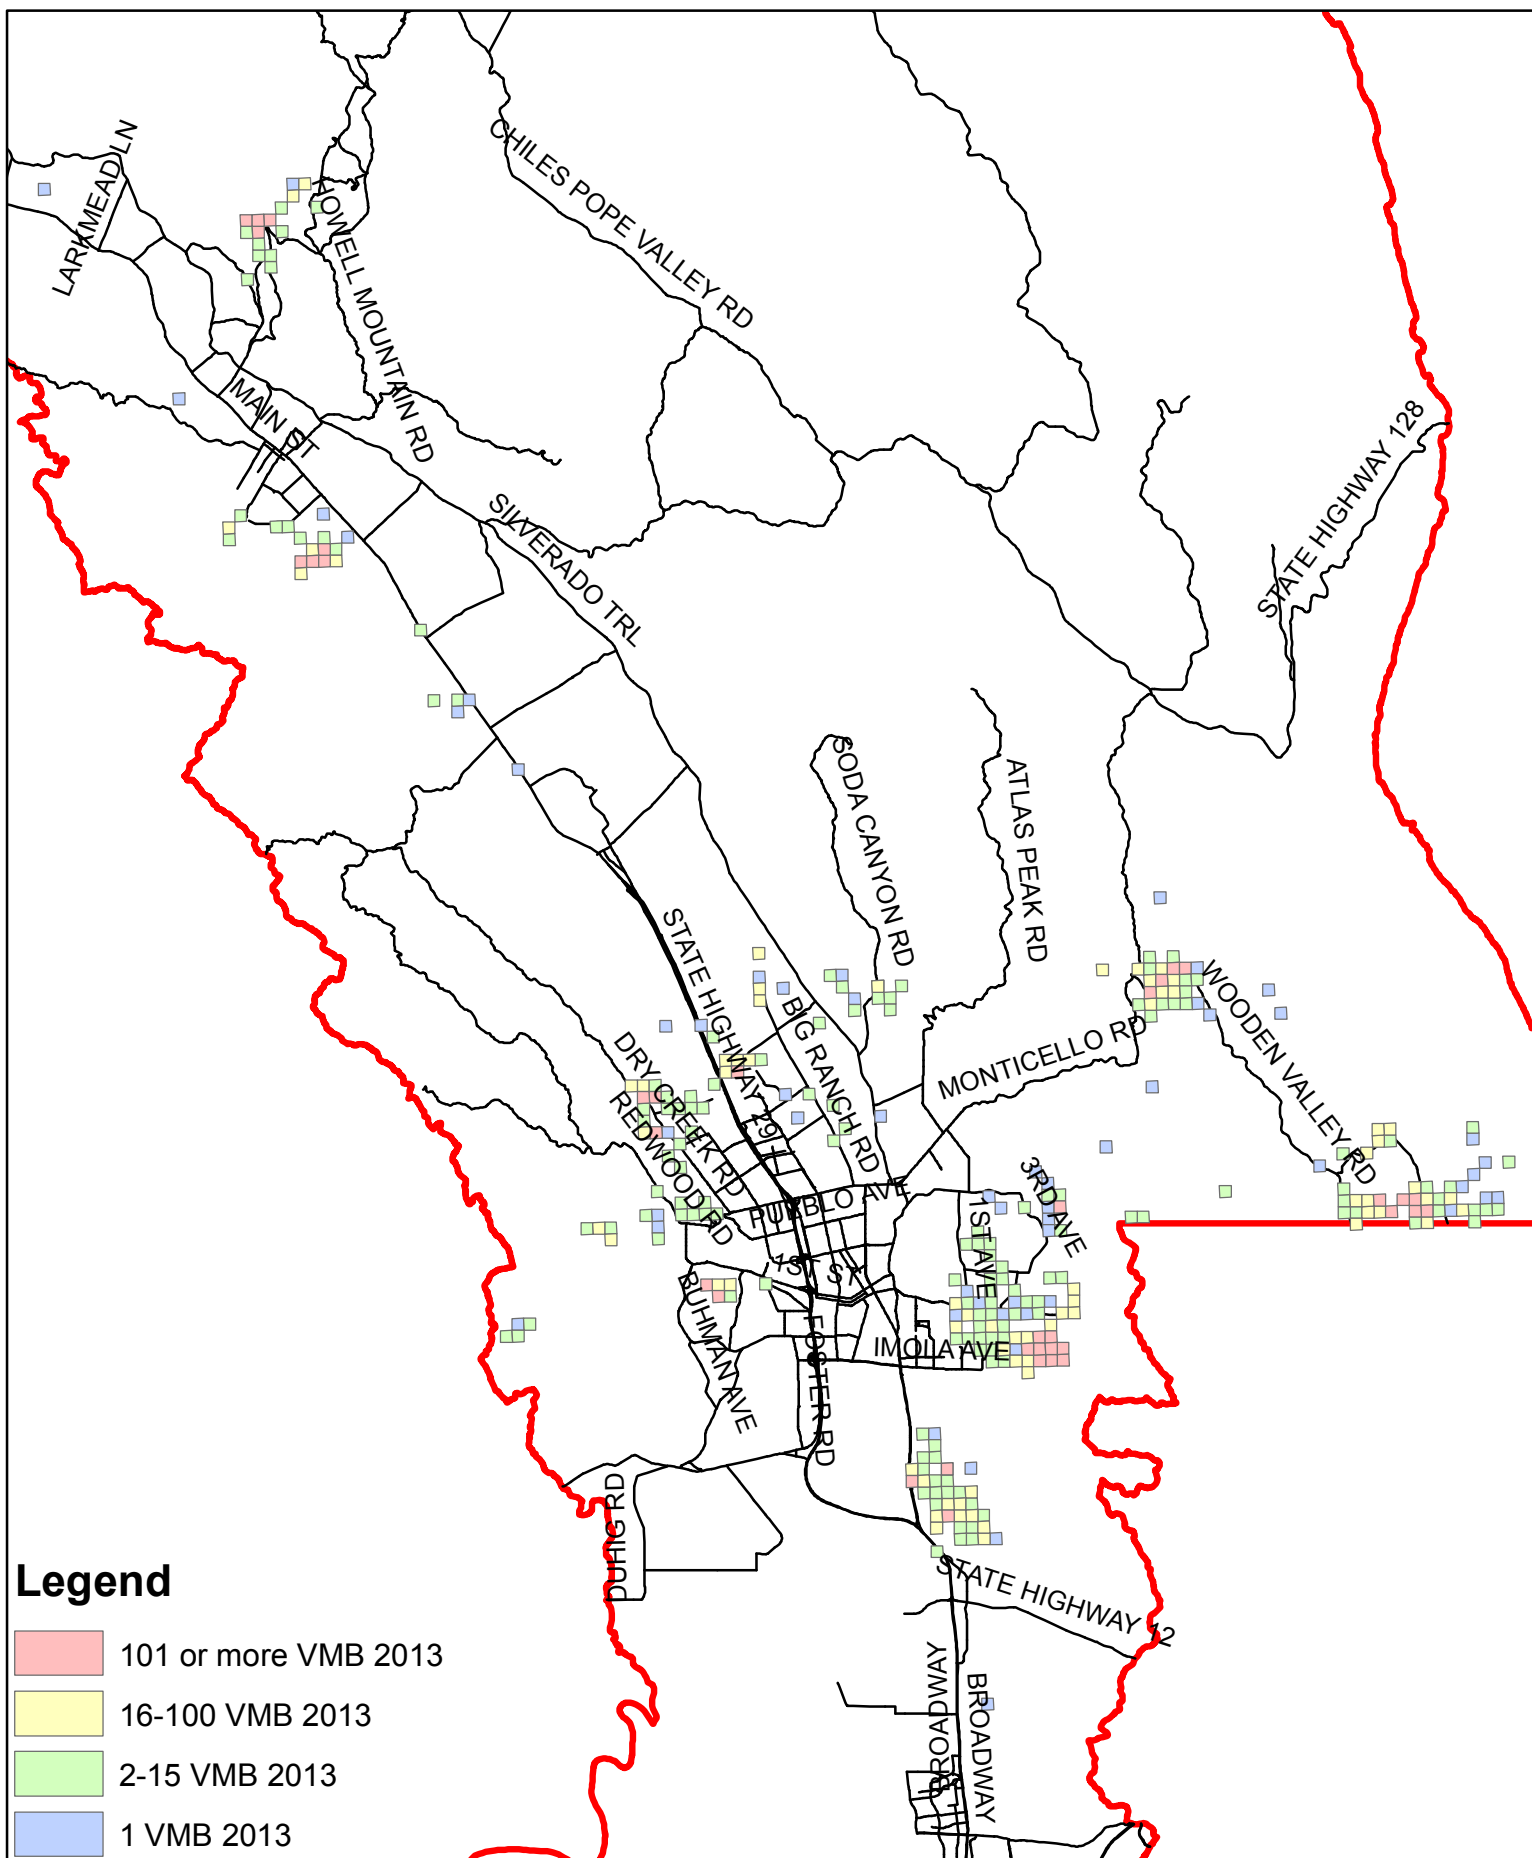 LARKMEAD LN
CHILES POPE VALLEY RD
HOWELL MOUNTAIN RD
MAIN ST
STATE HIGHWAY 128
SILVERADO TRL
SODA CANYON RD
ATLAS PEAK RD
STATE HIGHWAY 29
BIG RANCH RD
WOODEN VALLEY RD
MONTICELLO RD
DRY CREEK RD
REDWOOD RD
3RD AVE
PUEBLO AVE
1ST AVE
1ST ST
BUHMAN AVE
FOSTER RD
IMOLA AVE
DUHIG RD
STATE HIGHWAY 12
BROADWAY
BROADWAY
Legend
101 or more VMB 2013
16-100 VMB 2013
2-15 VMB 2013
1 VMB 2013